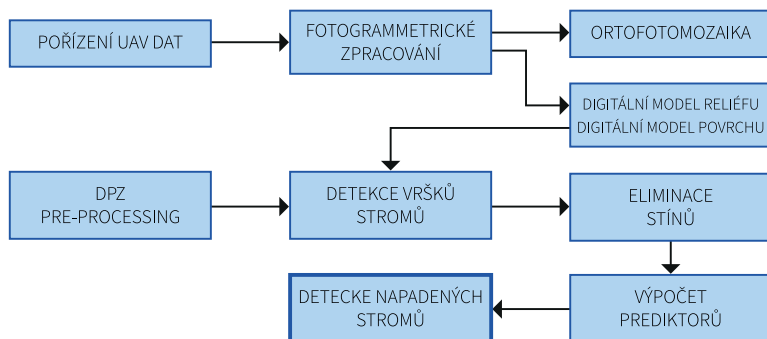 POŘÍZENÍ UAV DAT
FOTOGRAMMETRICKÉ
ZPRACOVÁNÍ
ORTOFOTOMOZAIKA
DIGITÁLNÍ MODEL RELIÉFU
DIGITÁLNÍ MODEL POVRCHU
DPZ
PRE-PROCESSING
DETEKCE VRŠKŮ
STROMŮ
ELIMINACE
STÍNŮ
DETECKE NAPADENÝCH
STROMŮ
VÝPOČET
PREDIKTORŮ